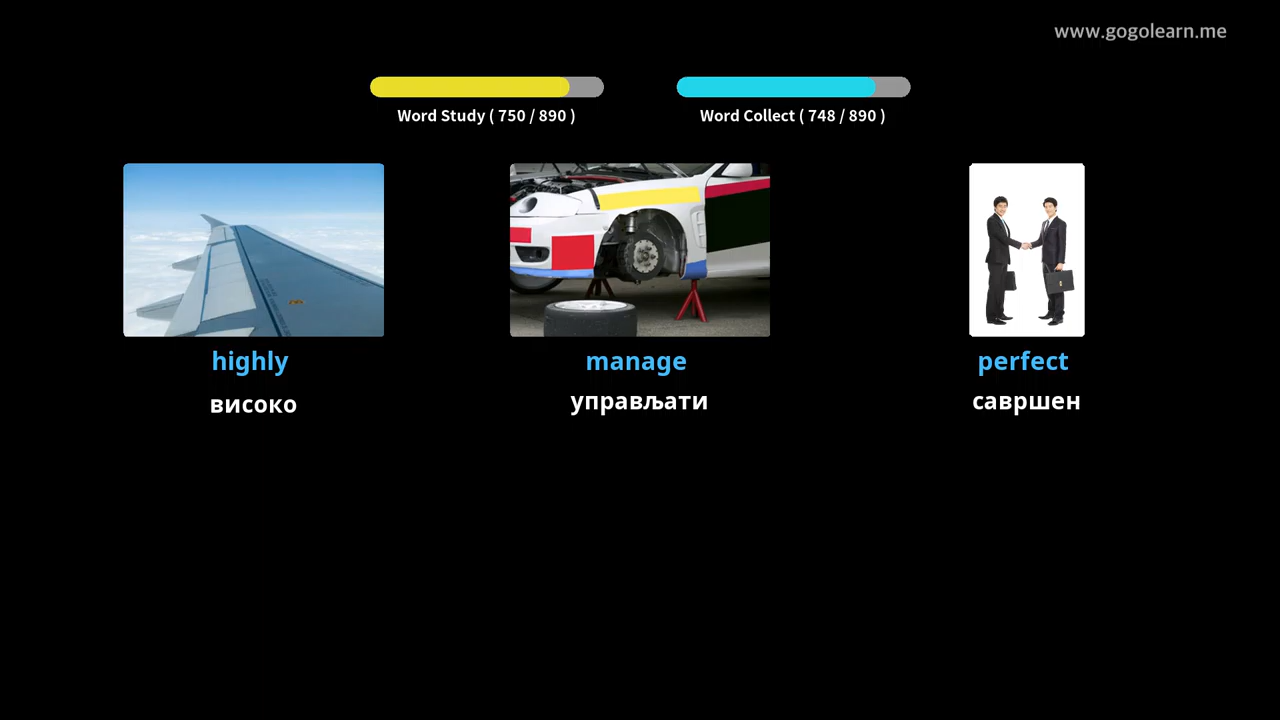 www.gogolearn.me
Word Study ( 750 / 890 )
Word Collect ( 748 / 890 )
highly
manage
perfect
високо
управљати
савршен